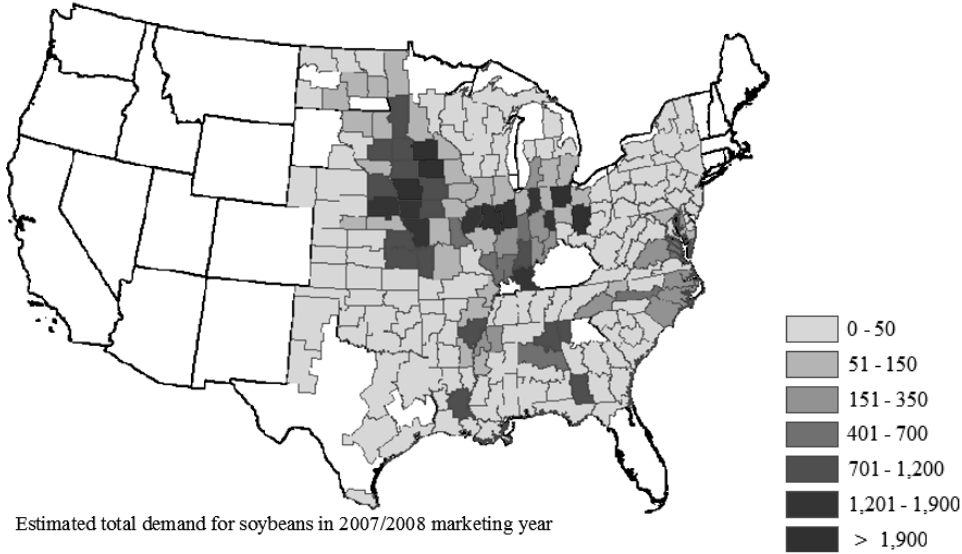 0 - 50
51 - 150
151 - 350
401 - 700
701 - 1,200
1,201 - 1,900
> 1,900
Estimated total demand for soybeans in 2007/2008 marketing year